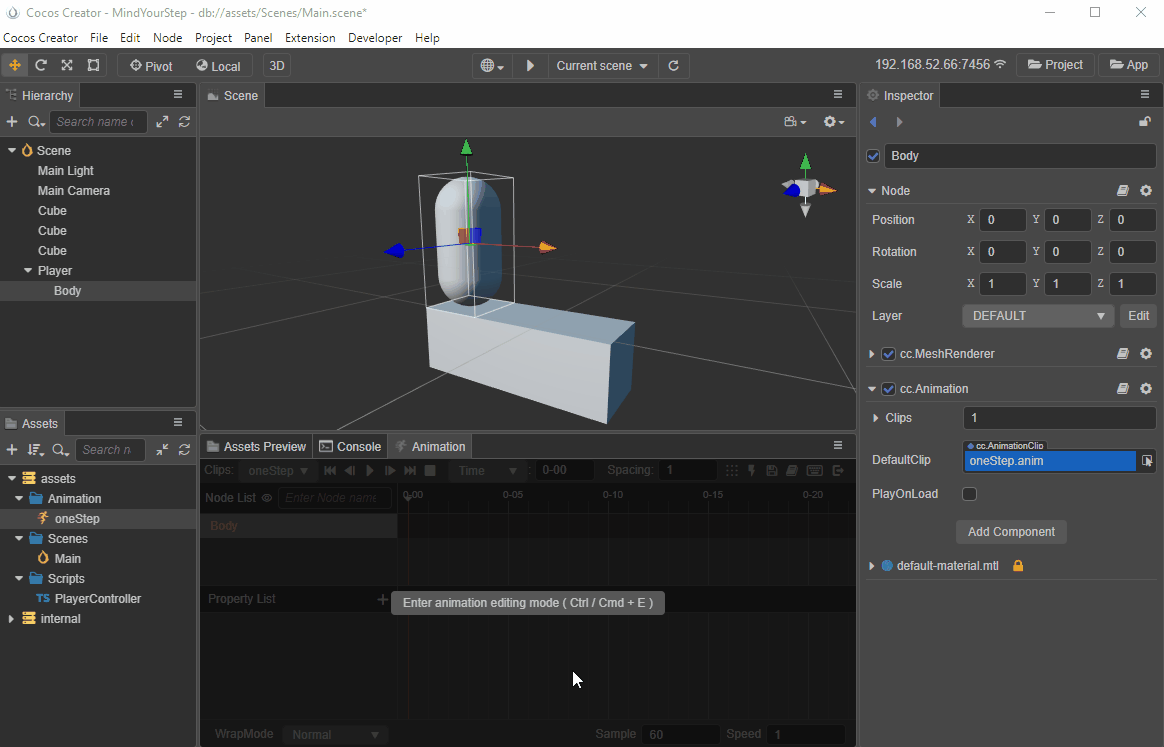 Cocos Creator - MindYourStep - db://assets/Scenes/Main.scene*
Cocos Creator File Edit Node Project Panel Extension Developer Help
Pivot Local 3D Current scene 192.168.52.66:7456 Project App
Hierarchy
Search name
Scene
Main Light
Main Camera
Cube
Cube
Cube
Player
Body
Assets
Search n
assets
Animation
oneStep
Scenes
Main
Scripts
TS PlayerController
internal
Scene
Assets Preview Console Animation
Clips: oneStep Time 0-00 Spacing: 1
Node List Enter Node name 0-00 0-05 0-10 0-15 0-20
Body
Property List +
Enter animation editing mode ( Ctrl / Cmd + E )
WrapMode Normal Sample 60 Speed 1
Inspector
Body
Node
Position X 0 Y 0 Z 0
Rotation X 0 Y 0 Z 0
Scale X 1 Y 1 Z 1
Layer DEFAULT Edit
cc.MeshRenderer
cc.Animation
Clips 1
cc.AnimationClip
DefaultClip oneStep.anim
PlayOnLoad
Add Component
default-material.mtl